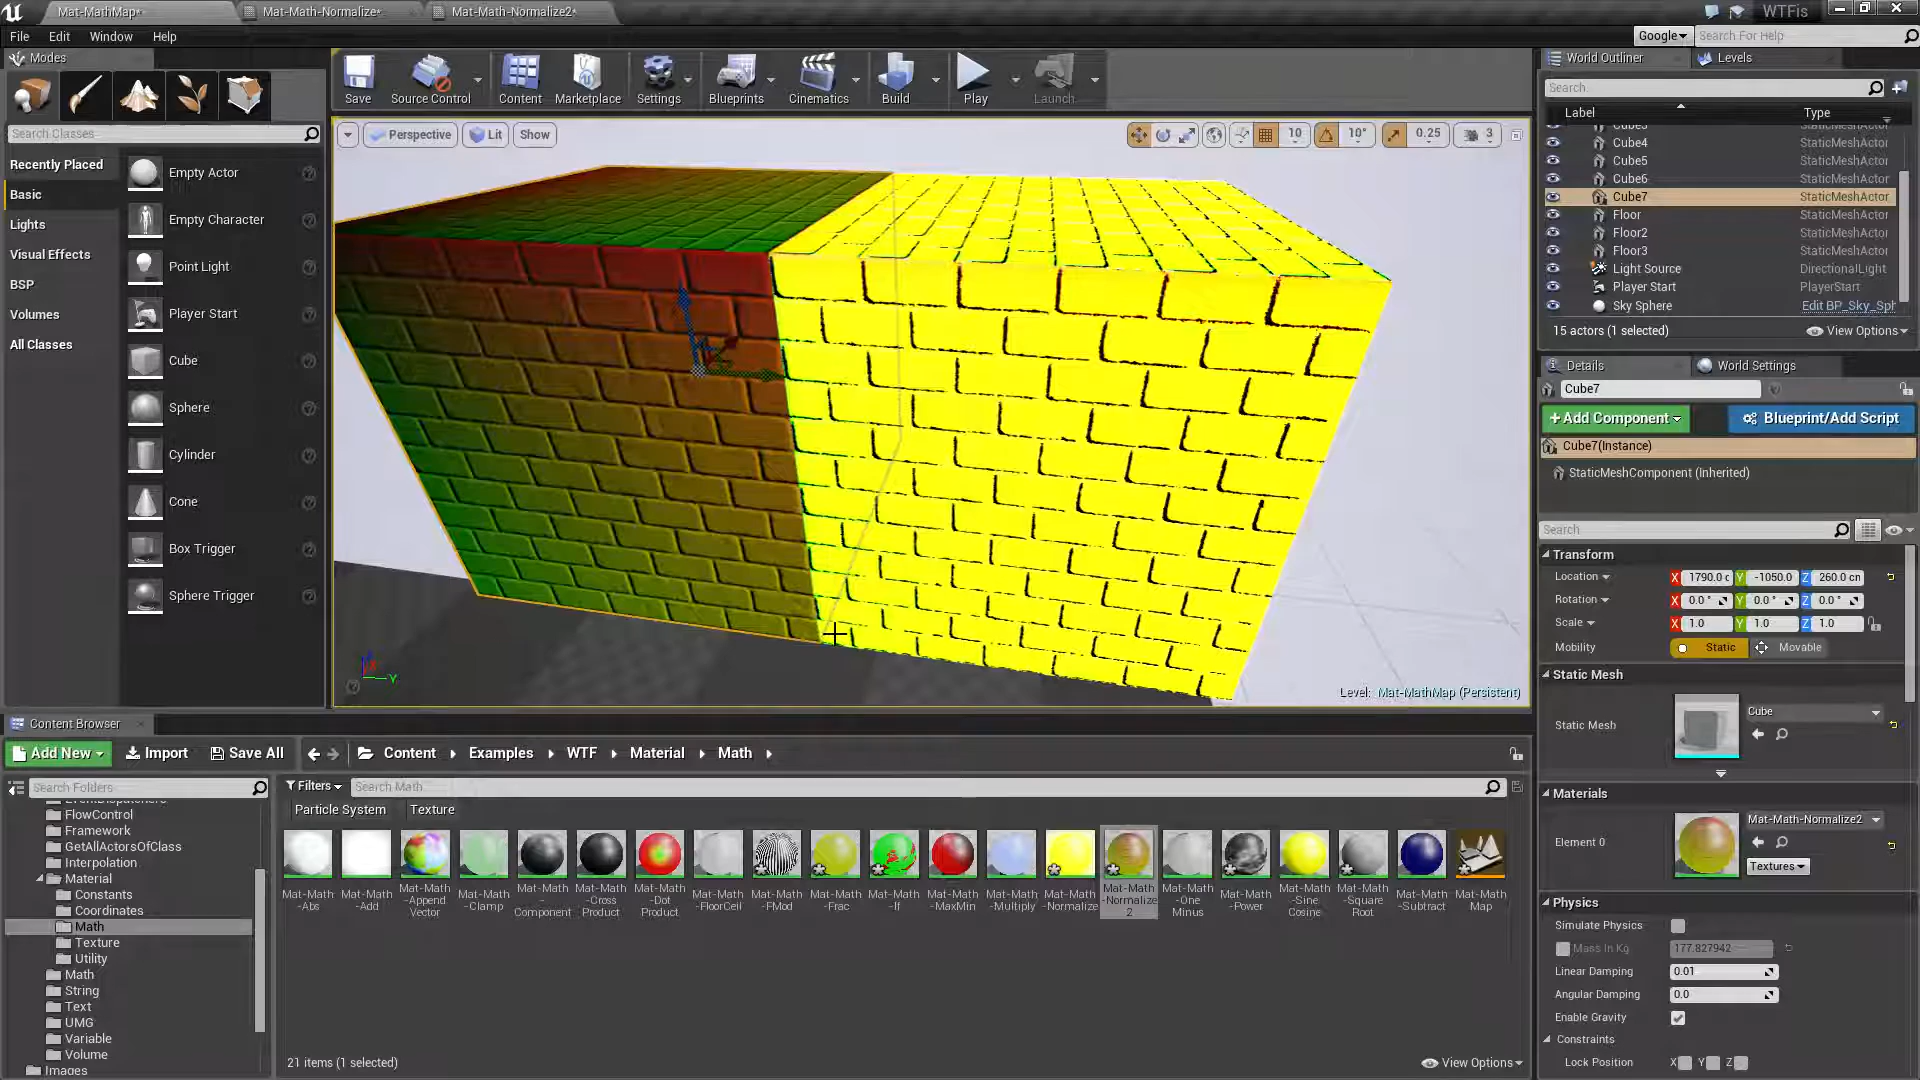 Mat-MathMap*
Mat-Math-Normalize*
Mat-Math-Normalize2*
WTFis
File Edit Window Help
Google
Search For Help
Modes
Search Classes
Recently Placed
Basic
Lights
Visual Effects
BSP
Volumes
All Classes
Empty Actor
Empty Character
Point Light
Player Start
Cube
Sphere
Cylinder
Cone
Box Trigger
Sphere Trigger
Save
Source Control
Content
Marketplace
Settings
Blueprints
Cinematics
Build
Play
Launch
Perspective
Lit
Show
10
10°
0.25
3
Y
Level: Mat-MathMap (Persistent)
World Outliner
Levels
Search
Label
Type
Cube3 StaticMeshActor
Cube4 StaticMeshActor
Cube5 StaticMeshActor
Cube6 StaticMeshActor
Cube7 StaticMeshActor
Floor StaticMeshActor
Floor2 StaticMeshActor
Floor3 StaticMeshActor
Light Source DirectionalLight
Player Start PlayerStart
Sky Sphere Edit BP_Sky_Sph
15 actors (1 selected)
View Options
Details
World Settings
Cube7
+Add Component
Blueprint/Add Script
Cube7(Instance)
StaticMeshComponent (Inherited)
Search
Transform
Location X 1790.0 c Y -1050.0 Z 260.0 cm
Rotation X 0.0 ° Y 0.0 ° Z 0.0 °
Scale X 1.0 Y 1.0 Z 1.0
Mobility Static Movable
Static Mesh
Static Mesh
Cube
Materials
Element 0
Mat-Math-Normalize2
Textures
Physics
Simulate Physics
Mass In Kg 177.827942
Linear Damping 0.01
Angular Damping 0.0
Enable Gravity
Constraints
Lock Position X Y Z
Content Browser
Add New
Import
Save All
Content
Examples
WTF
Material
Math
Search Folders
EventDispatchers
FlowControl
Framework
GetAllActorsOfClass
Interpolation
Material
Constants
Coordinates
Math
Texture
Utility
Math
String
Text
UMG
Variable
Volume
Images
Filters
Search Math
Particle System
Texture
Mat-Math
-Abs
Mat-Math
-Add
Mat-Math
-Append
Vector
Mat-Math
-Clamp
Mat-Math
-
Component
Mat-Math
-Cross
Product
Mat-Math
-Dot
Product
Mat-Math
-FloorCeil
Mat-Math
-FMod
Mat-Math
-Frac
Mat-Math
-If
Mat-Math
-MaxMin
Mat-Math
-Multiply
Mat-Math
-Normalize
Mat-Math
-Normalize
2
Mat-Math
-One
Minus
Mat-Math
-Power
Mat-Math
-Sine
Cosine
Mat-Math
-Square
Root
Mat-Math
-Subtract
Mat-Math
Map
21 items (1 selected)
View Options